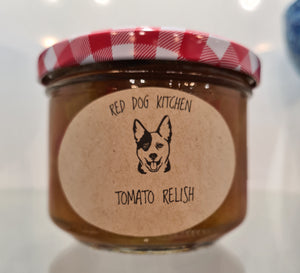 RED DOG KITCHEN
TOMATO RELISH